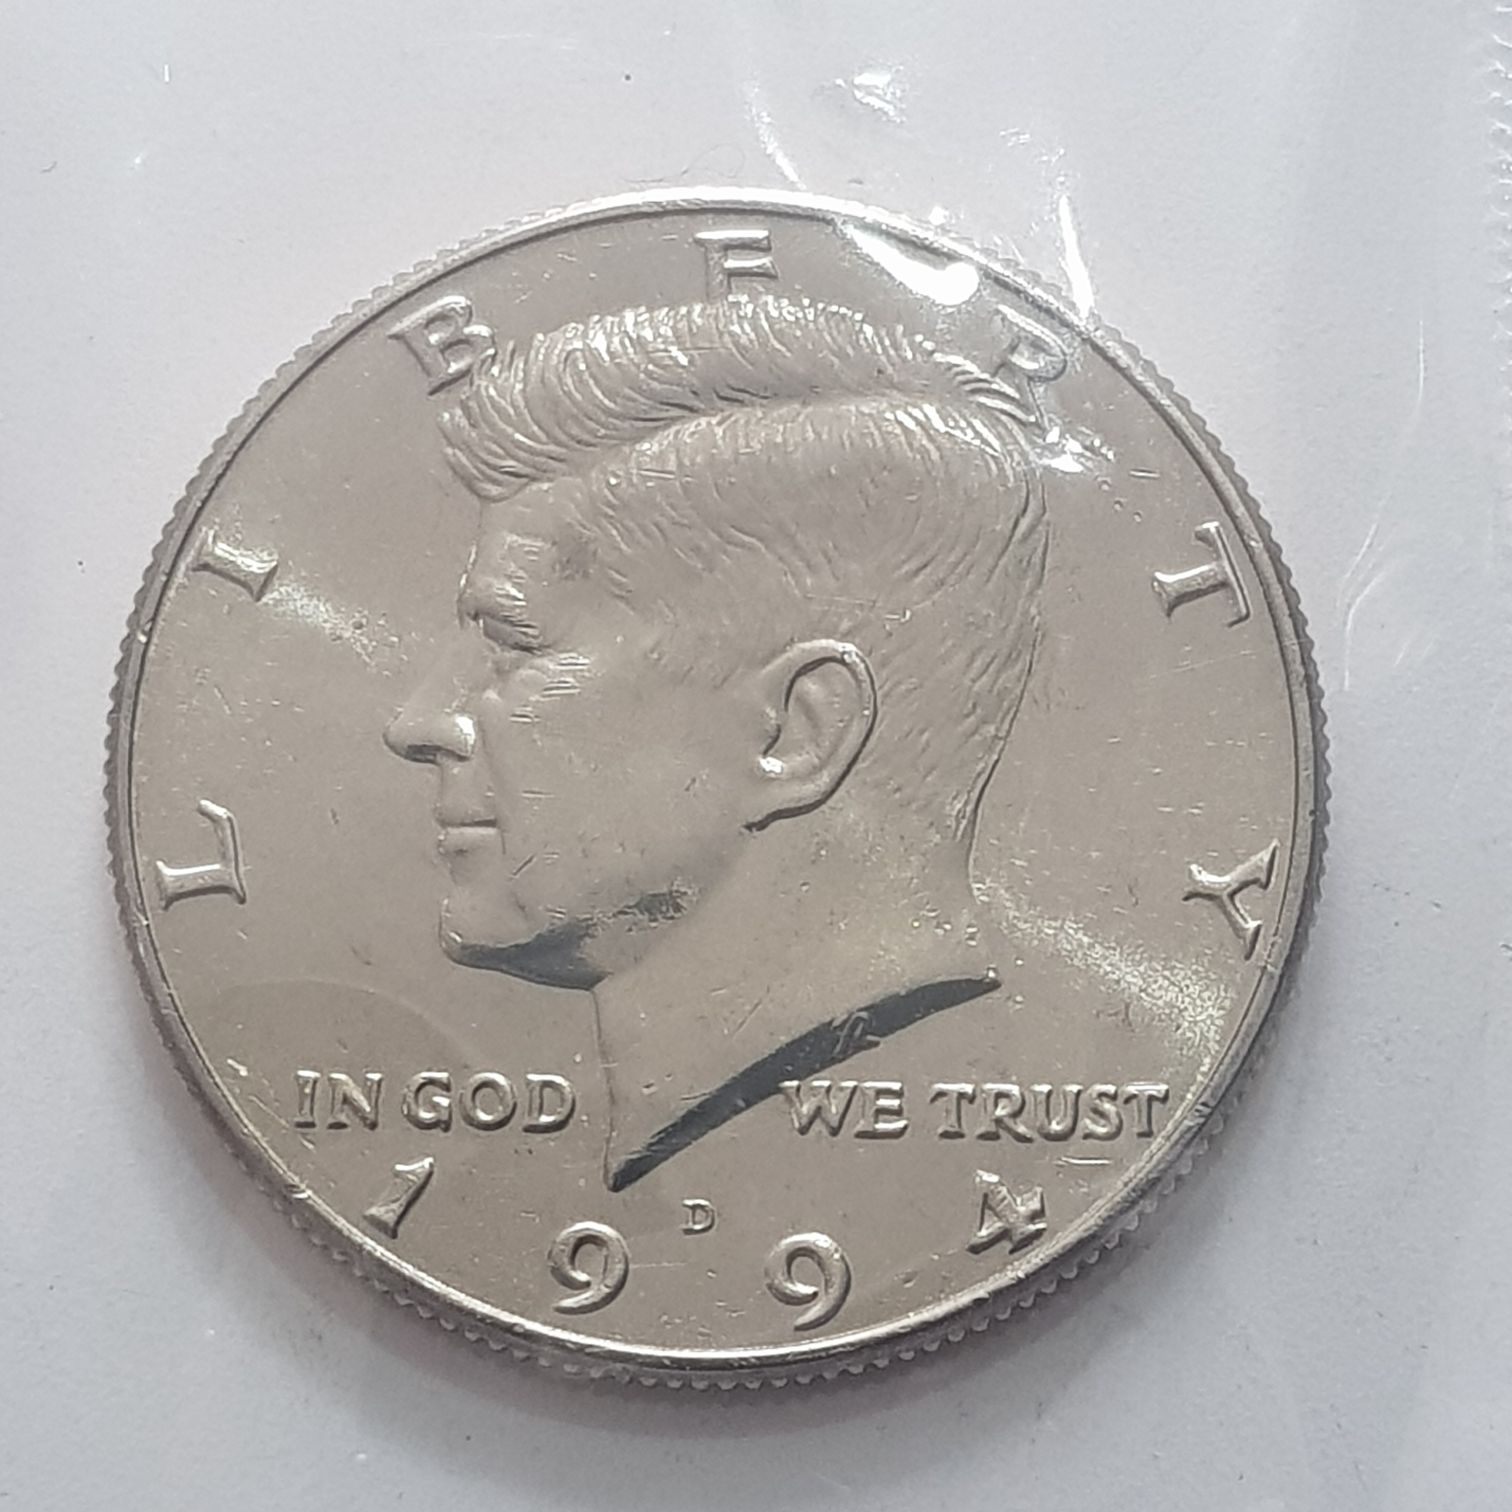 LIBERTY
IN GOD WE TRUST
D
1994